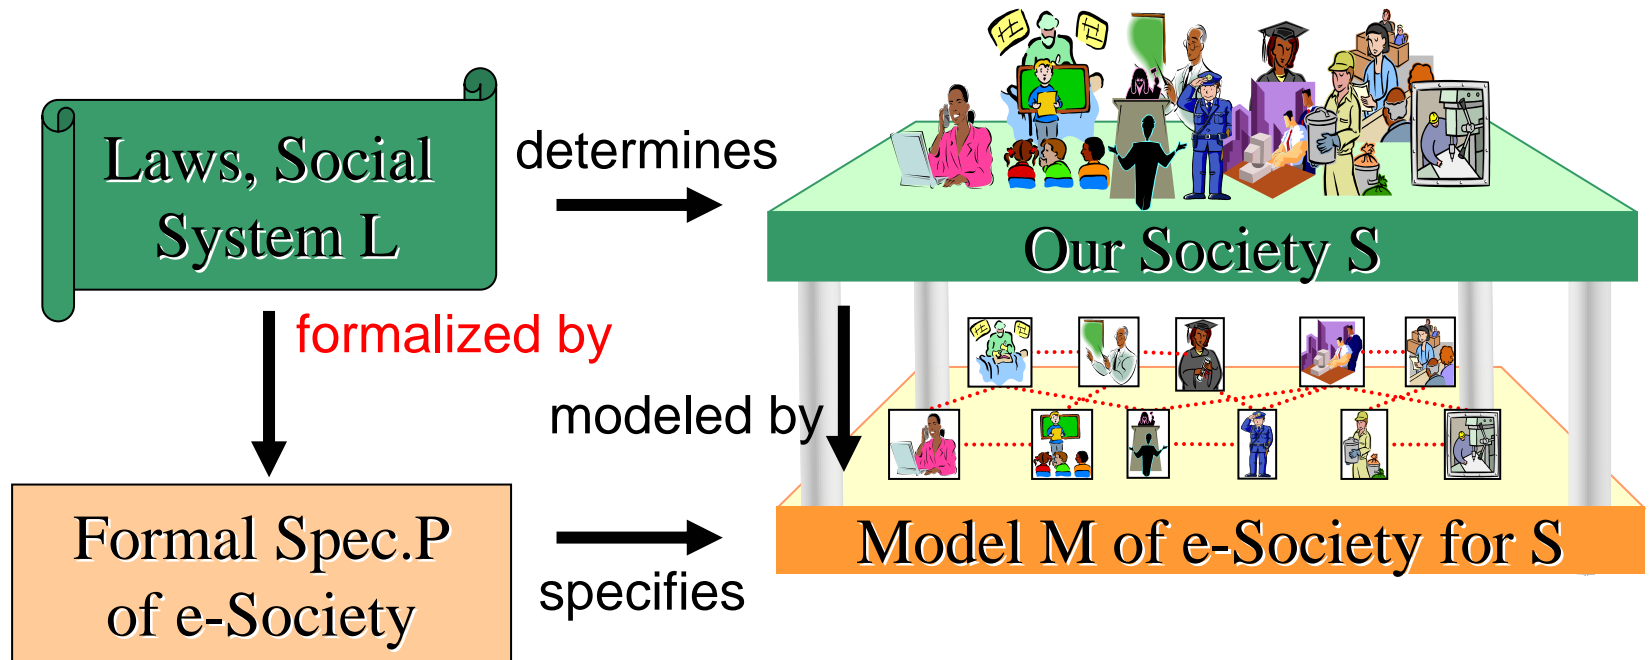 Laws, Social
System L
determines
Our Society S
formalized by
modeled by
Formal Spec.P
of e-Society
specifies
Model M of e-Society for S